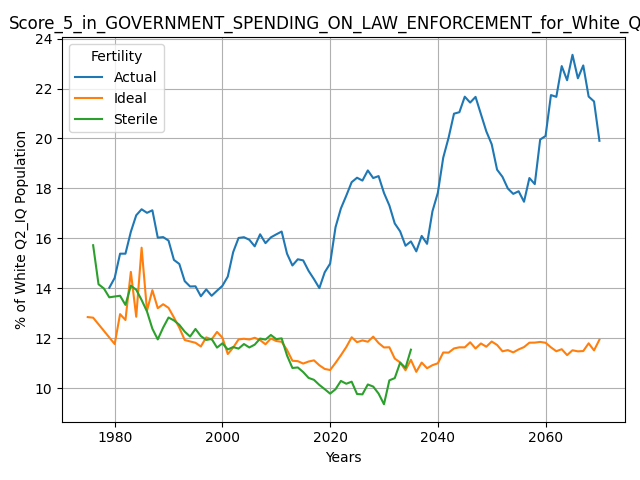 Score_5_in_GOVERNMENT_SPENDING_ON_LAW_ENFORCEMENT_for_White_Q
Fertility
Actual
Ideal
Sterile
% of White Q2_IQ Population
24
22
20
18
16
14
12
10
1980 2000 2020 2040 2060
Years